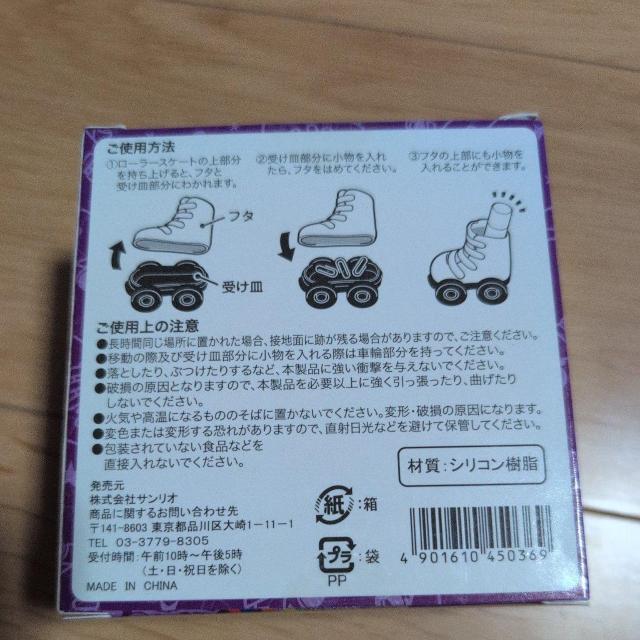 ご使用方法
①ローラースケートの上部分
を持ち上げると、フタと
受け皿部分にわかれます。
②受け皿部分に小物を入れ
たら、フタをはめてください。
③フタの上部にも小物を
入れることができます。
フタ
受け皿
ご使用上の注意
●長時間同じ場所に置かれた場合、接地面に跡が残る場合がありますので、ご注意ください。
●移動の際及び受け皿部分に小物を入れる際は車輪部分を持ってください。
●落としたり、ぶつけたりするなど、本製品に強い衝撃を与えないでください。
●破損の原因となりますので、本製品を必要以上に強く引っ張ったり、曲げたり
しないでください。
●火気や高温になるもののそばに置かないでください。変形・破損の原因になります。
●変色または変形する恐れがありますので、直射日光などを避けて保管してください。
●包装されていない食品などを
直接入れないでください。
材質:シリコン樹脂
発売元
株式会社サンリオ
商品に関するお問い合わせ先
〒141-8603 東京都品川区大崎1-11-1
TEL 03-3779-8305
受付時間:午前10時～午後5時
(土・日・祝日を除く)
MADE IN CHINA
紙:箱
プラ:袋
PP
4 901610 450369